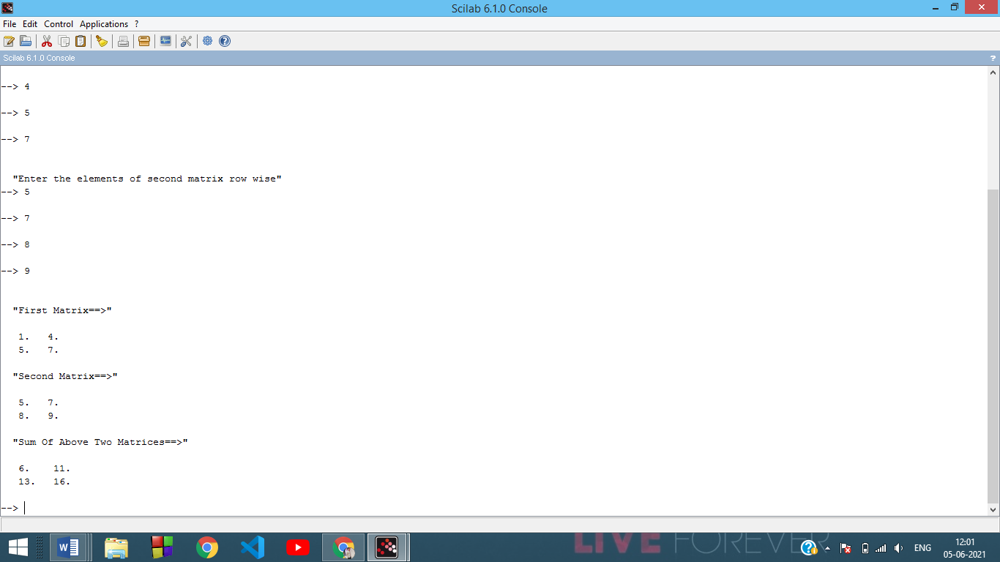 Scilab 6.1.0 Console
File Edit Control Applications ?
Scilab 6.1.0 Console ?
--> 4
--> 5
--> 7
"Enter the elements of second matrix row wise"
--> 5
--> 7
--> 8
--> 9
"First Matrix==>"
1. 4.
5. 7.
"Second Matrix==>"
5. 7.
8. 9.
"Sum Of Above Two Matrices==>"
6. 11.
13. 16.
-->
LIVE FOREVER
ENG
12:01
05-06-2021